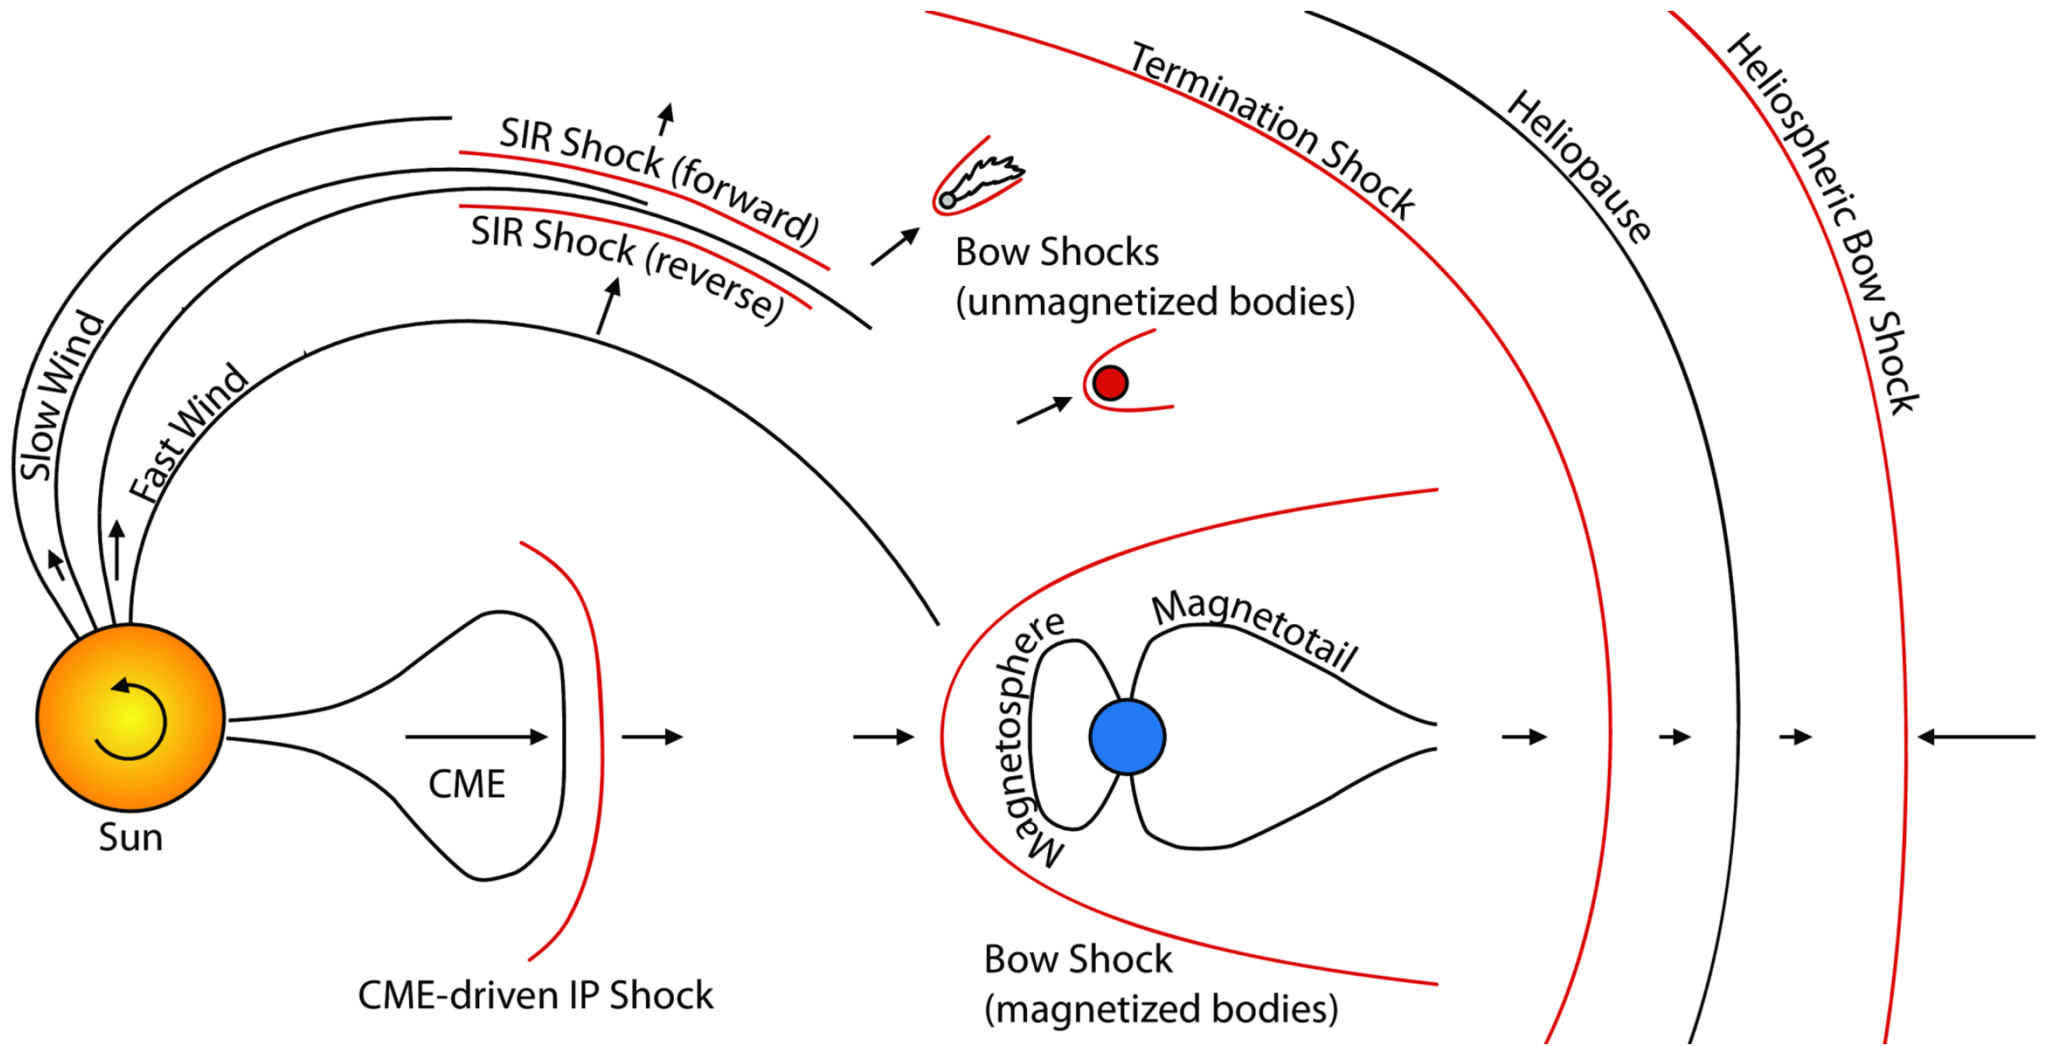 Termination Shock
Heliopause
Heliospheric Bow Shock
SIR Shock (forward)
SIR Shock (reverse)
Bow Shocks
(unmagnetized bodies)
Slow Wind
Fast Wind
Magnetosphere
Magnetotail
CME
Sun
CME-driven IP Shock
Bow Shock
(magnetized bodies)